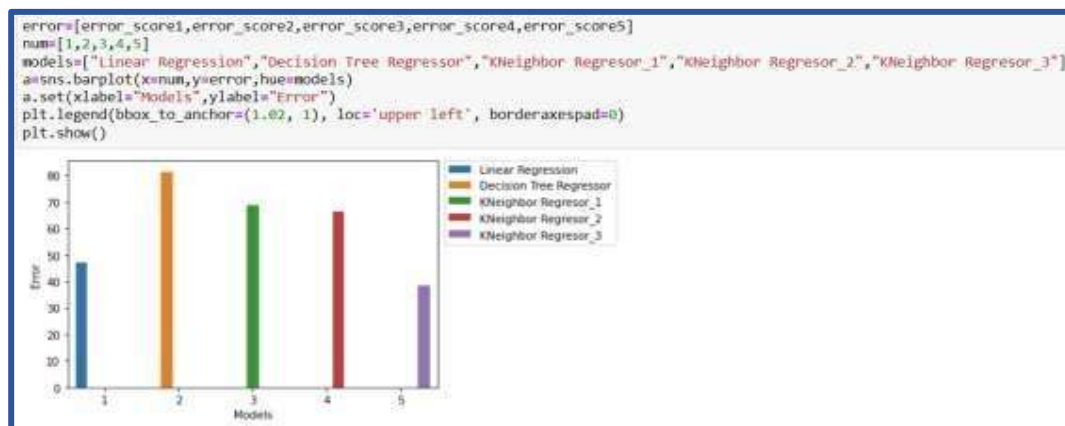 error=[error_score1,error_score2,error_score3,error_score4,error_score5]
num=[1,2,3,4,5]
models=["Linear Regression","Decision Tree Regressor","KNeighbor Regresor_1","KNeighbor Regresor_2","KNeighbor Regresor_3"]
a=sns.barplot(x=num,y=error,hue=models)
a.set(xlabel="Models",ylabel="Error")
plt.legend(bbox_to_anchor=(1.02, 1), loc='upper left', borderaxespad=0)
plt.show()
Linear Regression
Decision Tree Regressor
KNeighbor Regresor_1
KNeighbor Regresor_2
KNeighbor Regresor_3
Error
80
70
60
50
40
30
20
10
0
1 2 3 4 5
Models